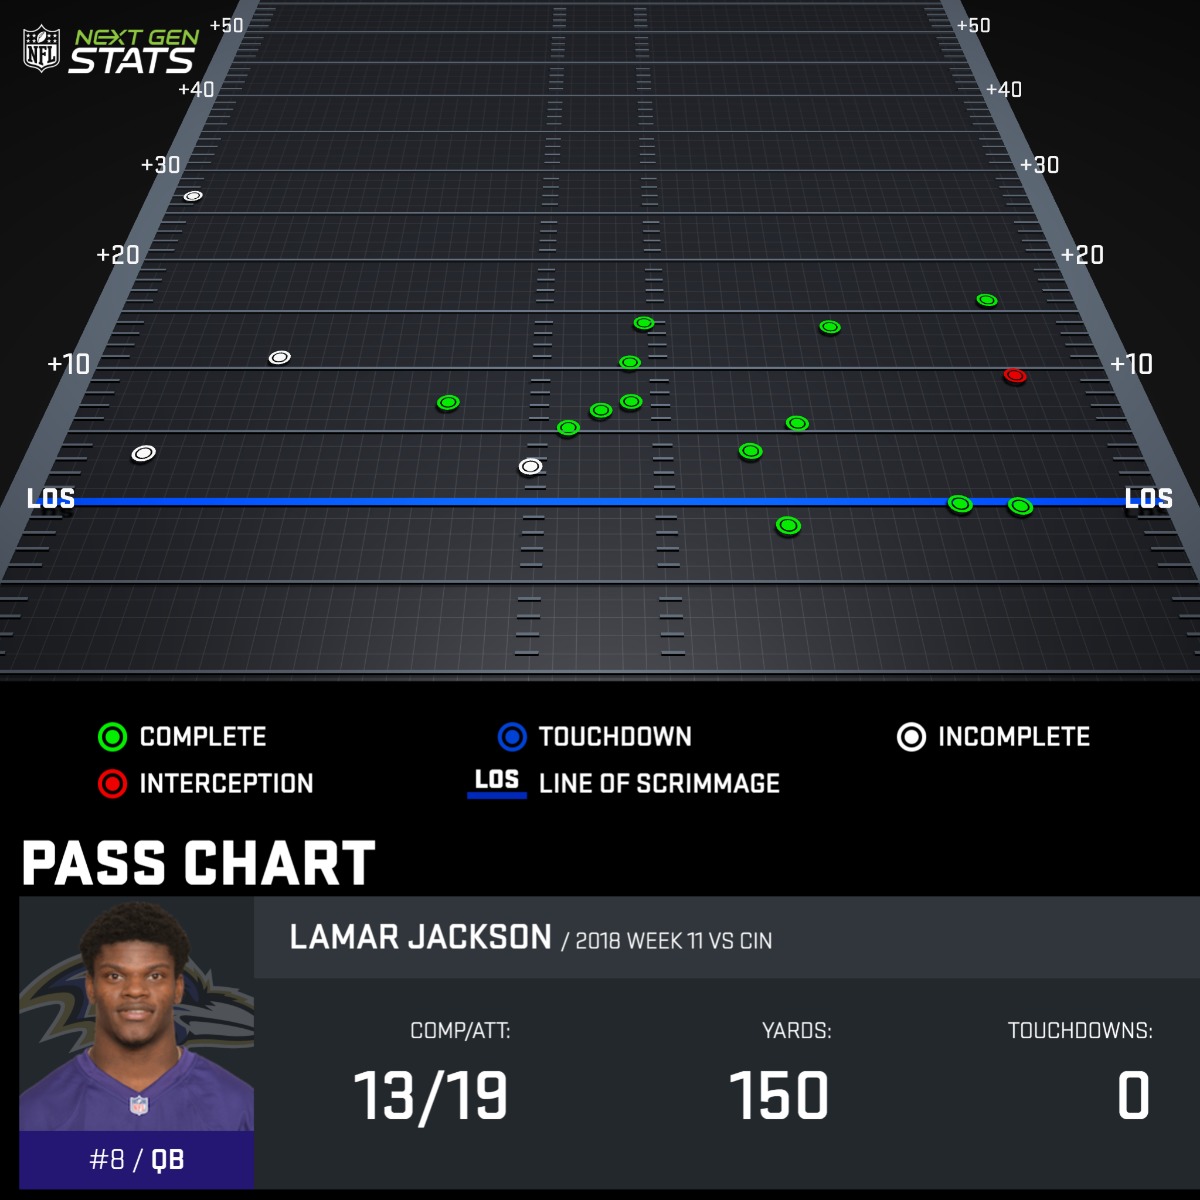 NFL NEXT GEN STATS
+50 +50
+40 +40
+30 +30
+20 +20
+10 +10
LOS LOS
COMPLETE TOUCHDOWN INCOMPLETE
INTERCEPTION LOS LINE OF SCRIMMAGE
PASS CHART
LAMAR JACKSON / 2018 WEEK 11 VS CIN
COMP/ATT: YARDS: TOUCHDOWNS:
13/19 150 0
#8 / QB